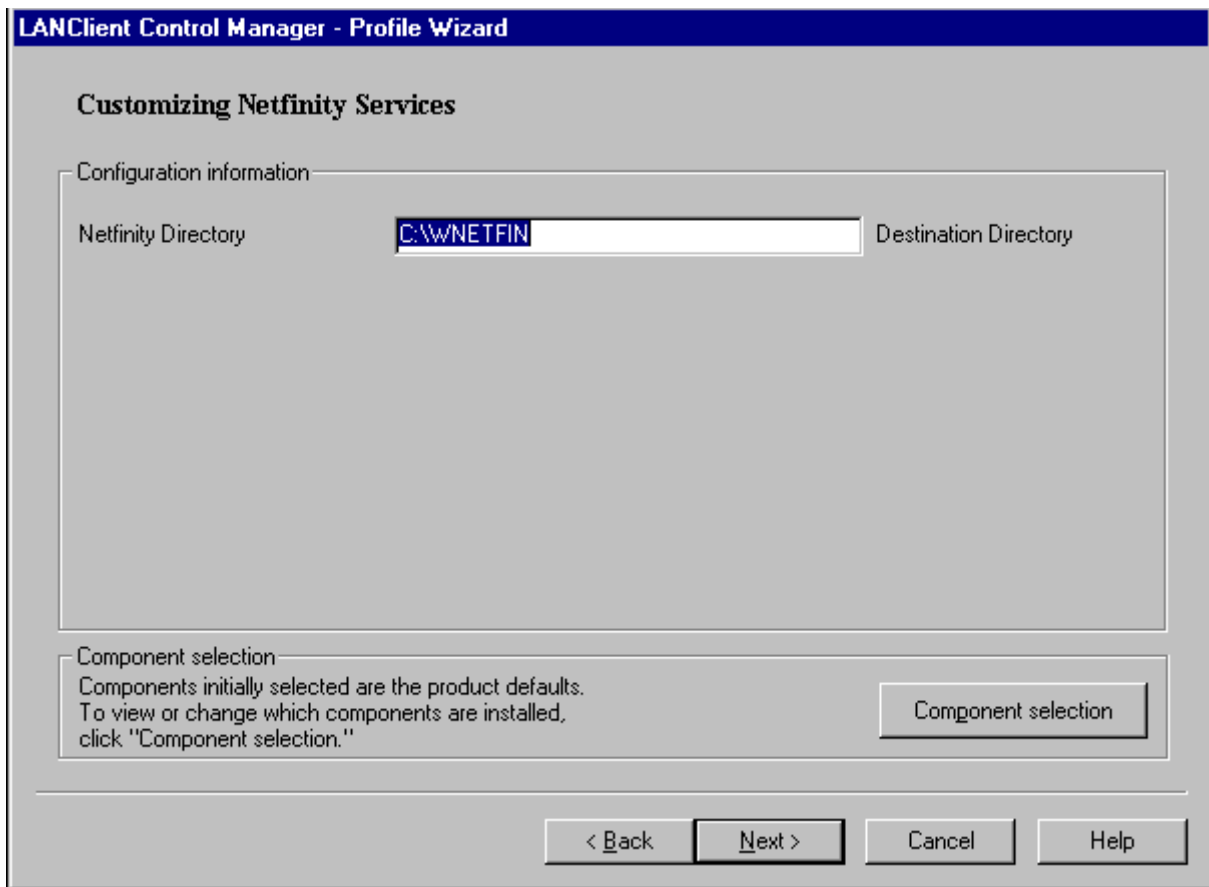 LANClient Control Manager - Profile Wizard
Customizing Netfinity Services
Configuration information
Netfinity Directory C:\WNETFIN Destination Directory
Component selection
Components initially selected are the product defaults.
To view or change which components are installed,
click "Component selection."
Component selection
< Back Next > Cancel Help